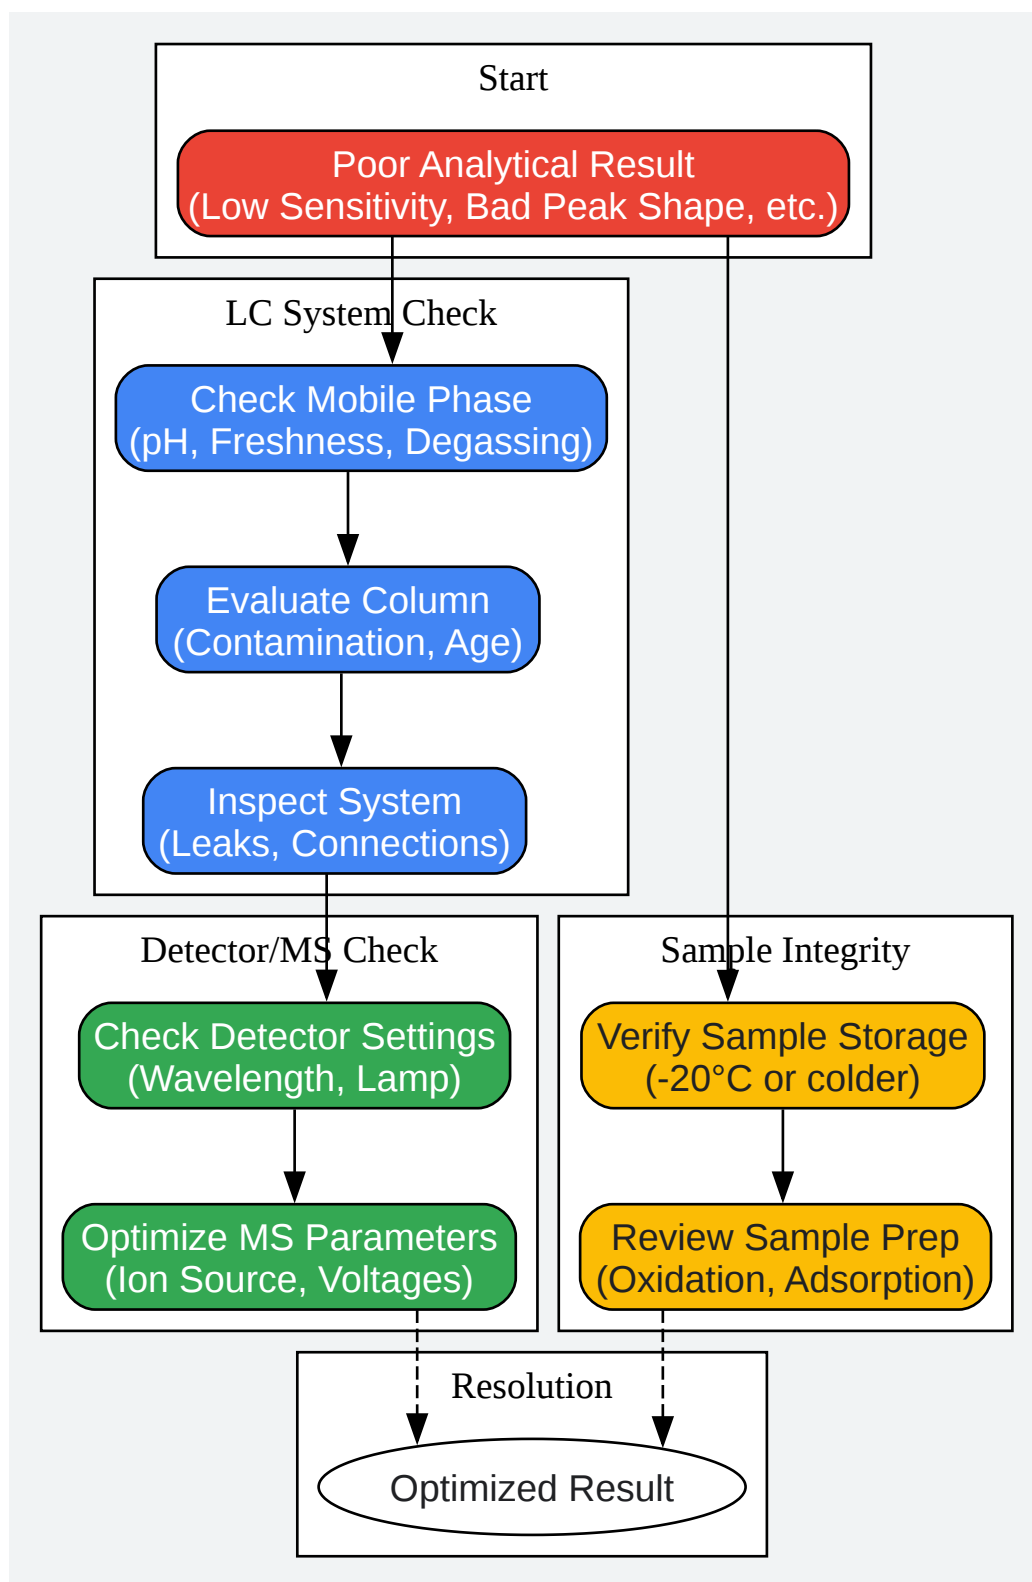 Start
Poor Analytical Result
(Low Sensitivity, Bad Peak Shape, etc.)
LC System Check
Check Mobile Phase
(pH, Freshness, Degassing)
Evaluate Column
(Contamination, Age)
Inspect System
(Leaks, Connections)
Detector/MS Check
Check Detector Settings
(Wavelength, Lamp)
Optimize MS Parameters
(Ion Source, Voltages)
Sample Integrity
Verify Sample Storage
(-20°C or colder)
Review Sample Prep
(Oxidation, Adsorption)
Resolution
Optimized Result